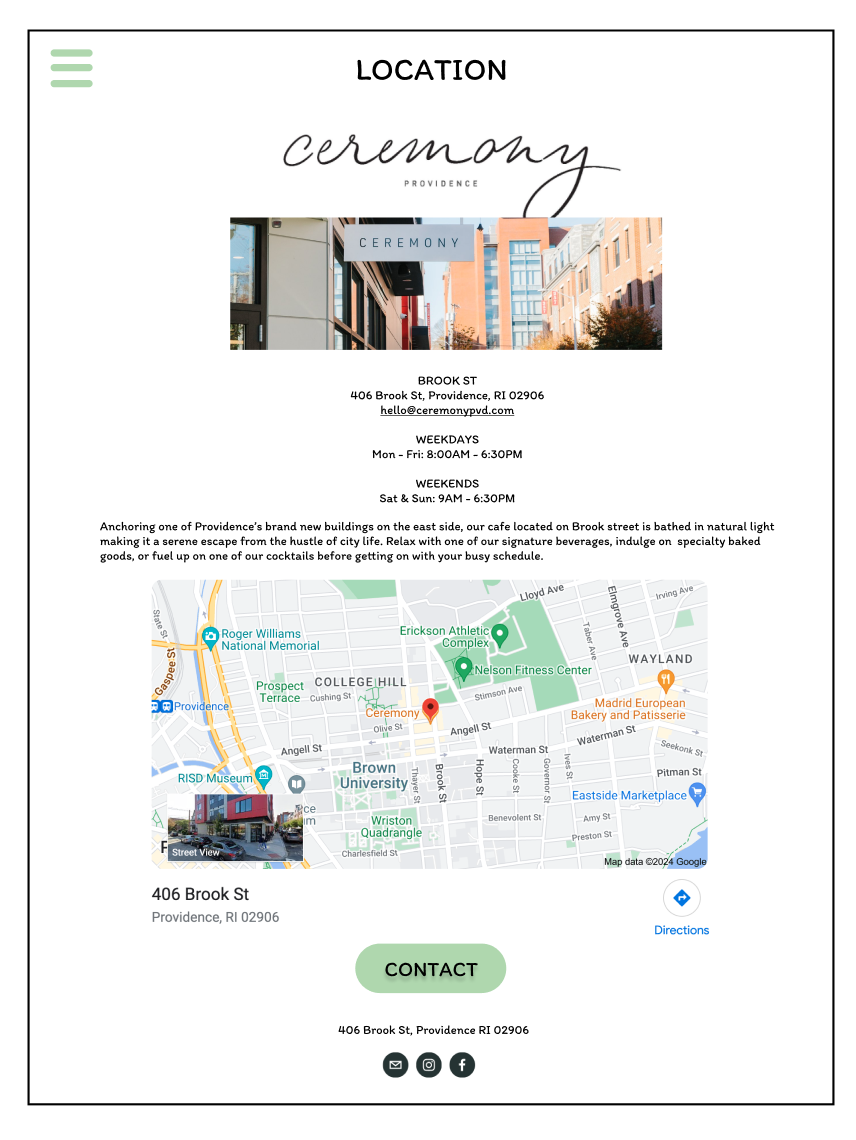 LOCATION
ceremony
PROVIDENCE
CEREMONY
BROOK ST
406 Brook St, Providence, RI 02906
hello@ceremonypvd.com
WEEKDAYS
Mon - Fri: 8:00AM - 6:30PM
WEEKENDS
Sat & Sun: 9AM - 6:30PM
Anchoring one of Providence's brand new buildings on the east side, our cafe located on Brook street is bathed in natural light
making it a serene escape from the hustle of city life. Relax with one of our signature beverages, indulge on specialty baked
goods, or fuel up on one of our cocktails before getting on with your busy schedule.
Lloyd Ave
Irving Ave
Elmgrove Ave
State St
Taber Ave
Roger Williams
National Memorial
Erickson Athletic
Complex
Gaspee St
WAYLAND
Nelson Fitness Center
COLLEGE HILL
Prospect
Terrace
Cushing St
Stimson Ave
Providence
Ceremony
Madrid European
Bakery and Patisserie
Olive St
Angell St
Angell St
Waterman St
Waterman St
Seekonk St
RISD Museum
Brown
University
Thayer St
Brook St
Hope St
Cooke St
Governor St
Ives St
Pitman St
Eastside Marketplace
Wriston
Quadrangle
Benevolent St
Amy St
Preston St
Charlesfield St
Street View
Map data ©2024 Google
406 Brook St
Providence, RI 02906
Directions
CONTACT
406 Brook St, Providence RI 02906